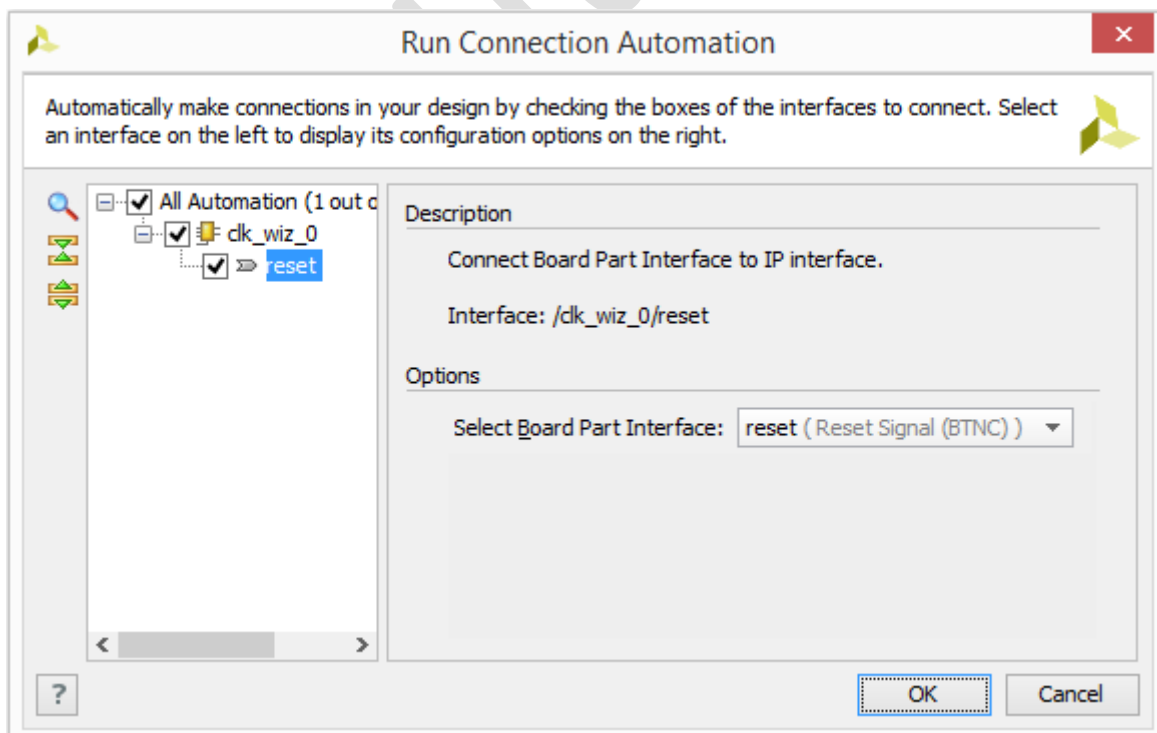 Run Connection Automation
Automatically make connections in your design by checking the boxes of the interfaces to connect. Select
an interface on the left to display its configuration options on the right.
All Automation (1 out o
clk_wiz_0
reset
Description
Connect Board Part Interface to IP interface.
Interface: /clk_wiz_0/reset
Options
Select Board Part Interface: reset ( Reset Signal (BTNC) )
? OK Cancel